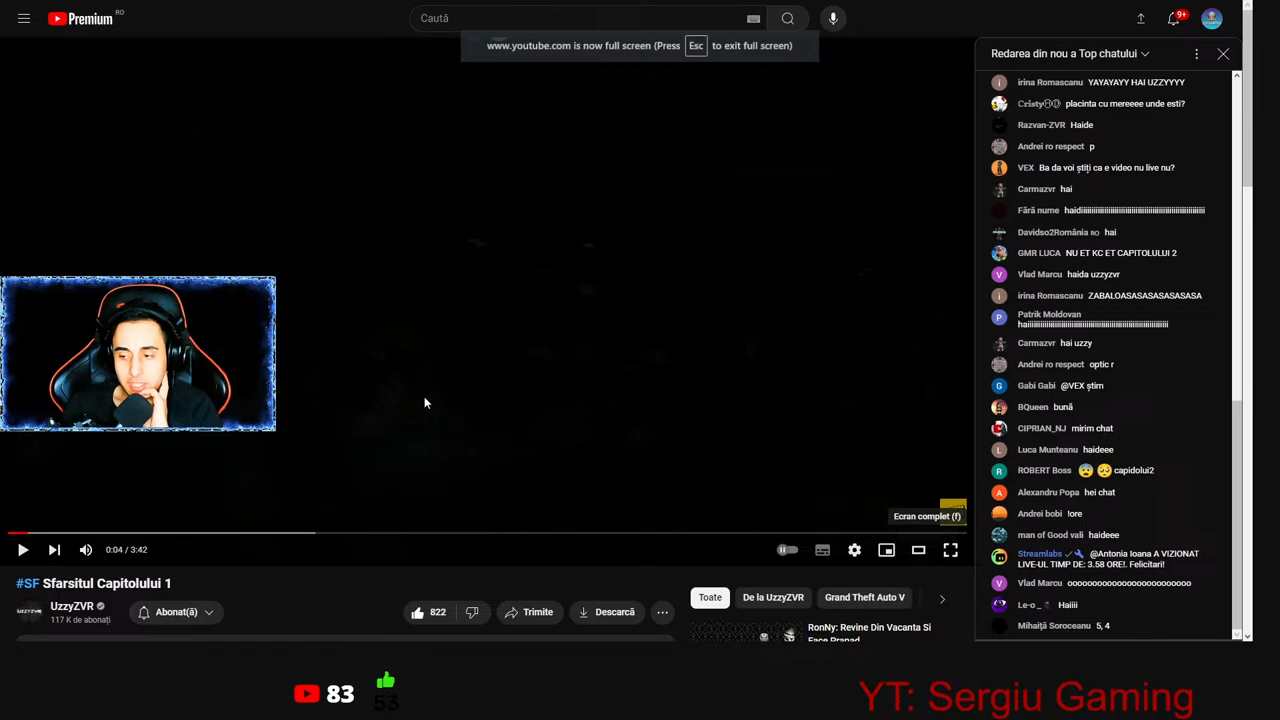 Premium RO
Caută
9+
www.youtube.com is now full screen (Press Esc to exit full screen)
Redarea din nou a Top chatului
irina Romascanu YAYAYAYY HAI UZZYYYY
placinta cu mereeee unde esti?
Razvan-ZVR Haide
Andrei ro respect p
VEX Ba da voi știți ca e video nu live nu?
Carmazvr hai
Fără nume
Davidso2România RO hai
GMR LUCA NU ET KC ET CAPITOLULUI 2
Vlad Marcu haida uzzyzvr
irina Romascanu ZABALOASASASASASASA
Patrik Moldovan
Carmazvr hai uzzy
Andrei ro respect optic r
Gabi Gabi @VEX știm
BQueen bună
CIPRIAN_NJ mirim chat
Luca Munteanu haideee
ROBERT Boss 😨 🥺 capidolui2
Alexandru Popa hei chat
Andrei bobi !ore
man of Good vali haideee
Streamlabs @Antonia Ioana A VIZIONAT
LIVE-UL TIMP DE: 3.58 ORE!. Felicitari!
Vlad Marcu
Le-o _ Haiiii
Mihaiță Soroceanu 5, 4
Ecran complet (f)
0:04 / 3:42
#SF Sfarsitul Capitolului 1
UzzyZVR
117 K de abonați
Abonat(ă)
822
Trimite
Descarcă
Toate
De la UzzyZVR
Grand Theft Auto V
RonNy: Revine Din Vacanta Si
Face Prapad
83
53
YT: Sergiu Gaming